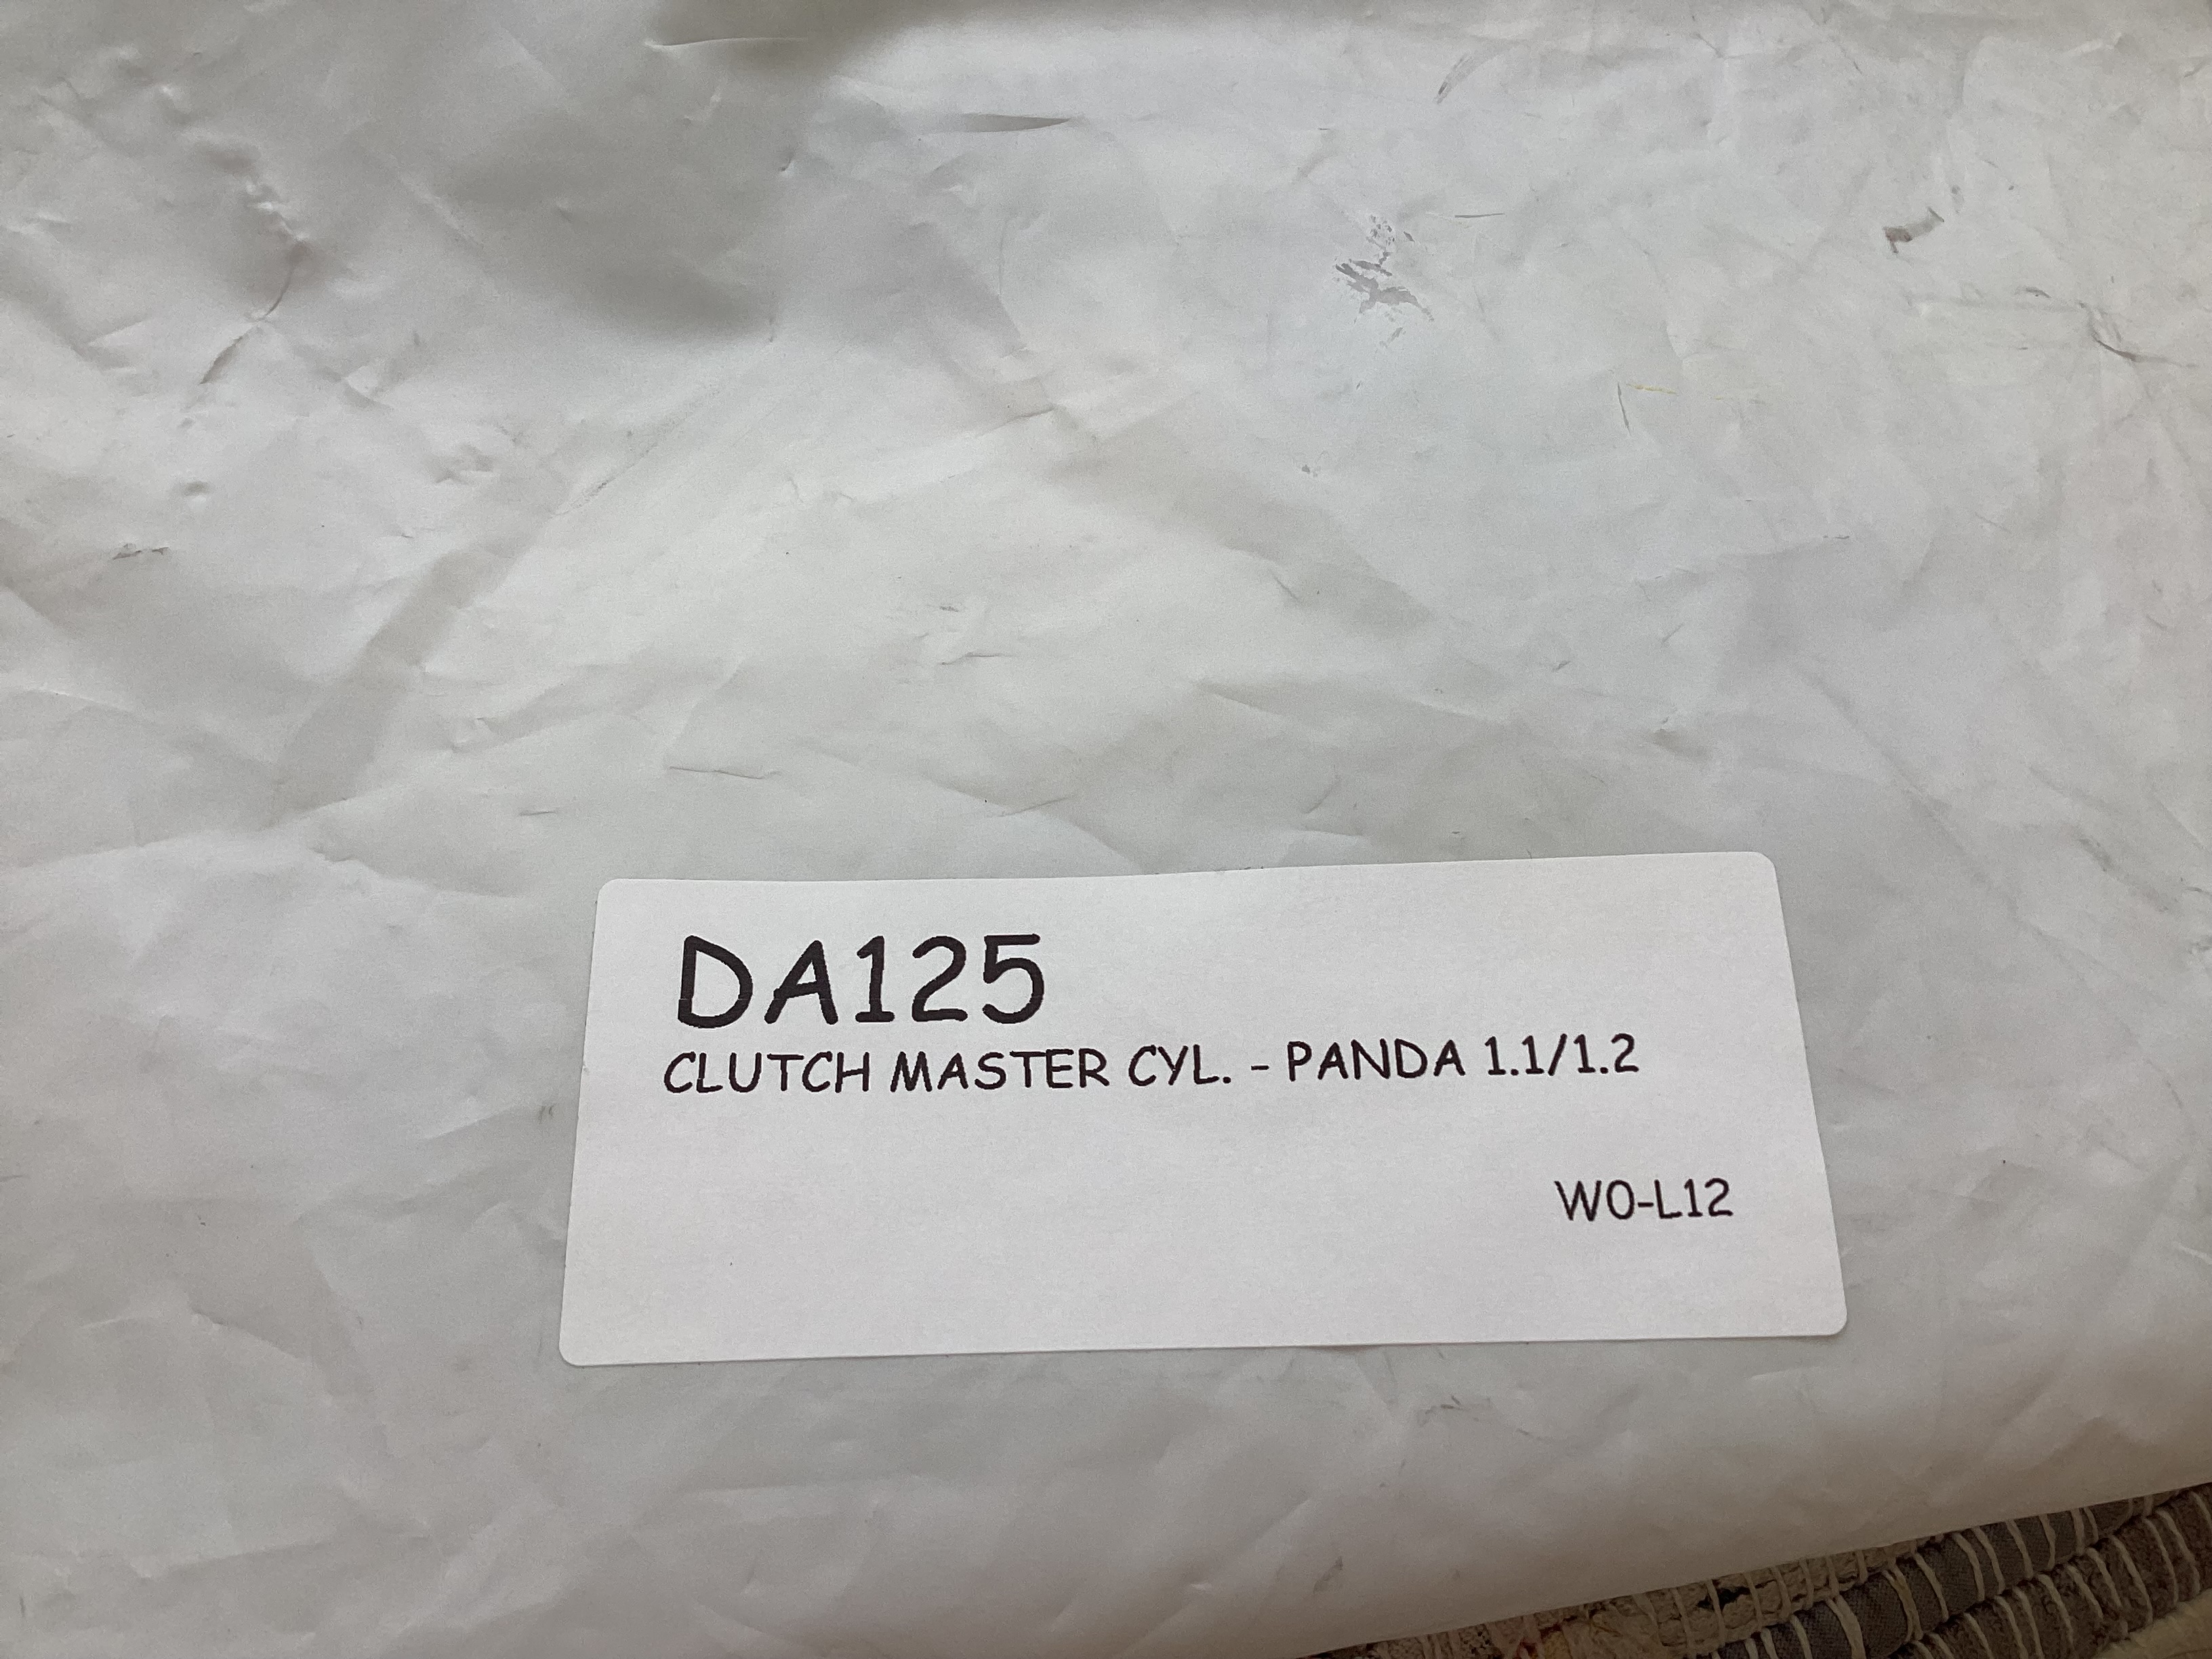 DA125
CLUTCH MASTER CYL. - PANDA 1.1/1.2
W0-L12